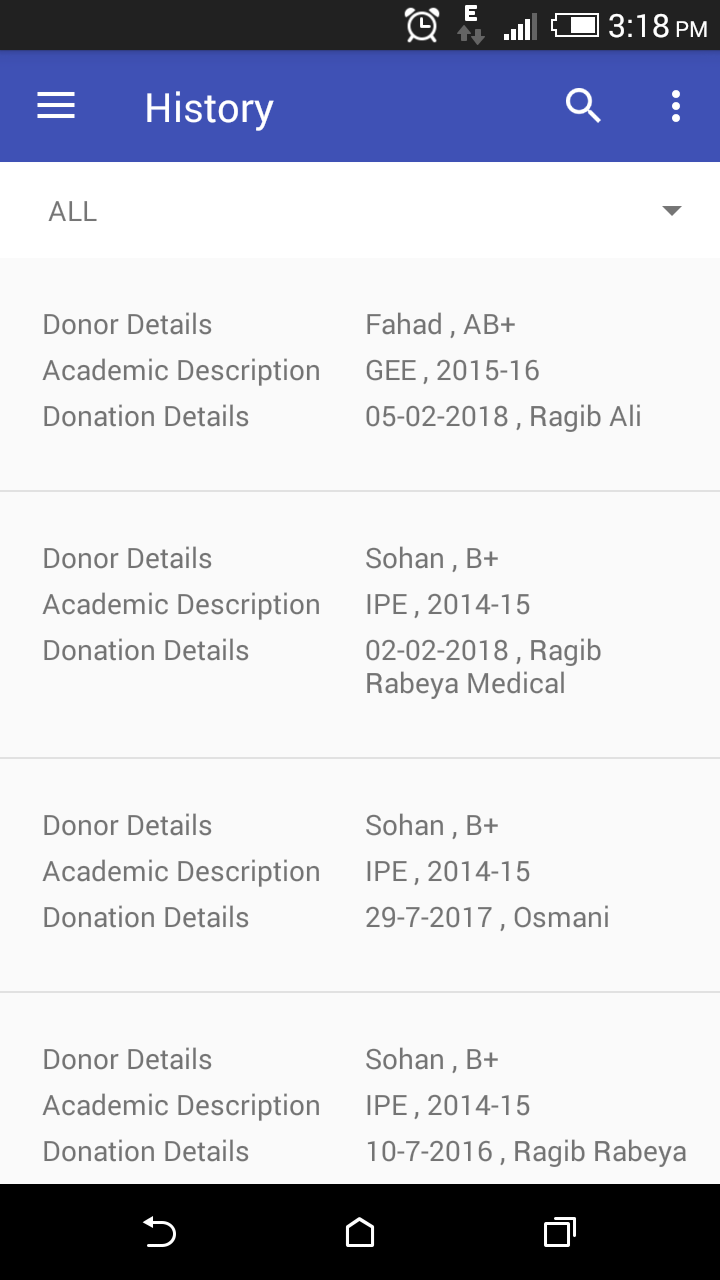 E 3:18 PM
History
ALL
Donor Details Fahad , AB+
Academic Description GEE , 2015-16
Donation Details 05-02-2018 , Ragib Ali
Donor Details Sohan , B+
Academic Description IPE , 2014-15
Donation Details 02-02-2018 , Ragib
Rabeya Medical
Donor Details Sohan , B+
Academic Description IPE , 2014-15
Donation Details 29-7-2017 , Osmani
Donor Details Sohan , B+
Academic Description IPE , 2014-15
Donation Details 10-7-2016 , Ragib Rabeya